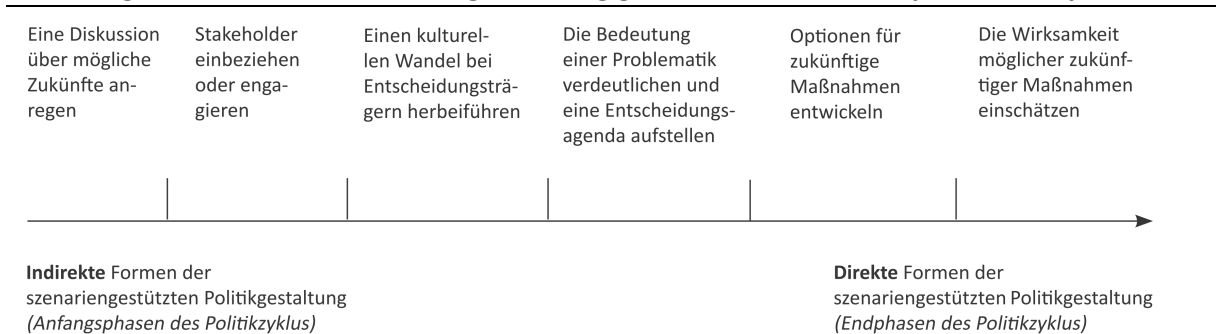 Eine Diskussion
über mögliche
Zukünfte an-
regen
Stakeholder
einbeziehen
oder enga-
gieren
Einen kulturel-
len Wandel bei
Entscheidungsträ-
gern herbeiführen
Die Bedeutung
einer Problematik
verdeutlichen und
eine Entscheidungs-
agenda aufstellen
Optionen für
zukünftige
Maßnahmen
entwickeln
Die Wirksamkeit
möglicher zukünf-
tiger Maßnahmen
einschätzen
Indirekte Formen der
szenariengestützten Politikgestaltung
(Anfangsphasen des Politikzyklus)
Direkte Formen der
szenariengestützten Politikgestaltung
(Endphasen des Politikzyklus)